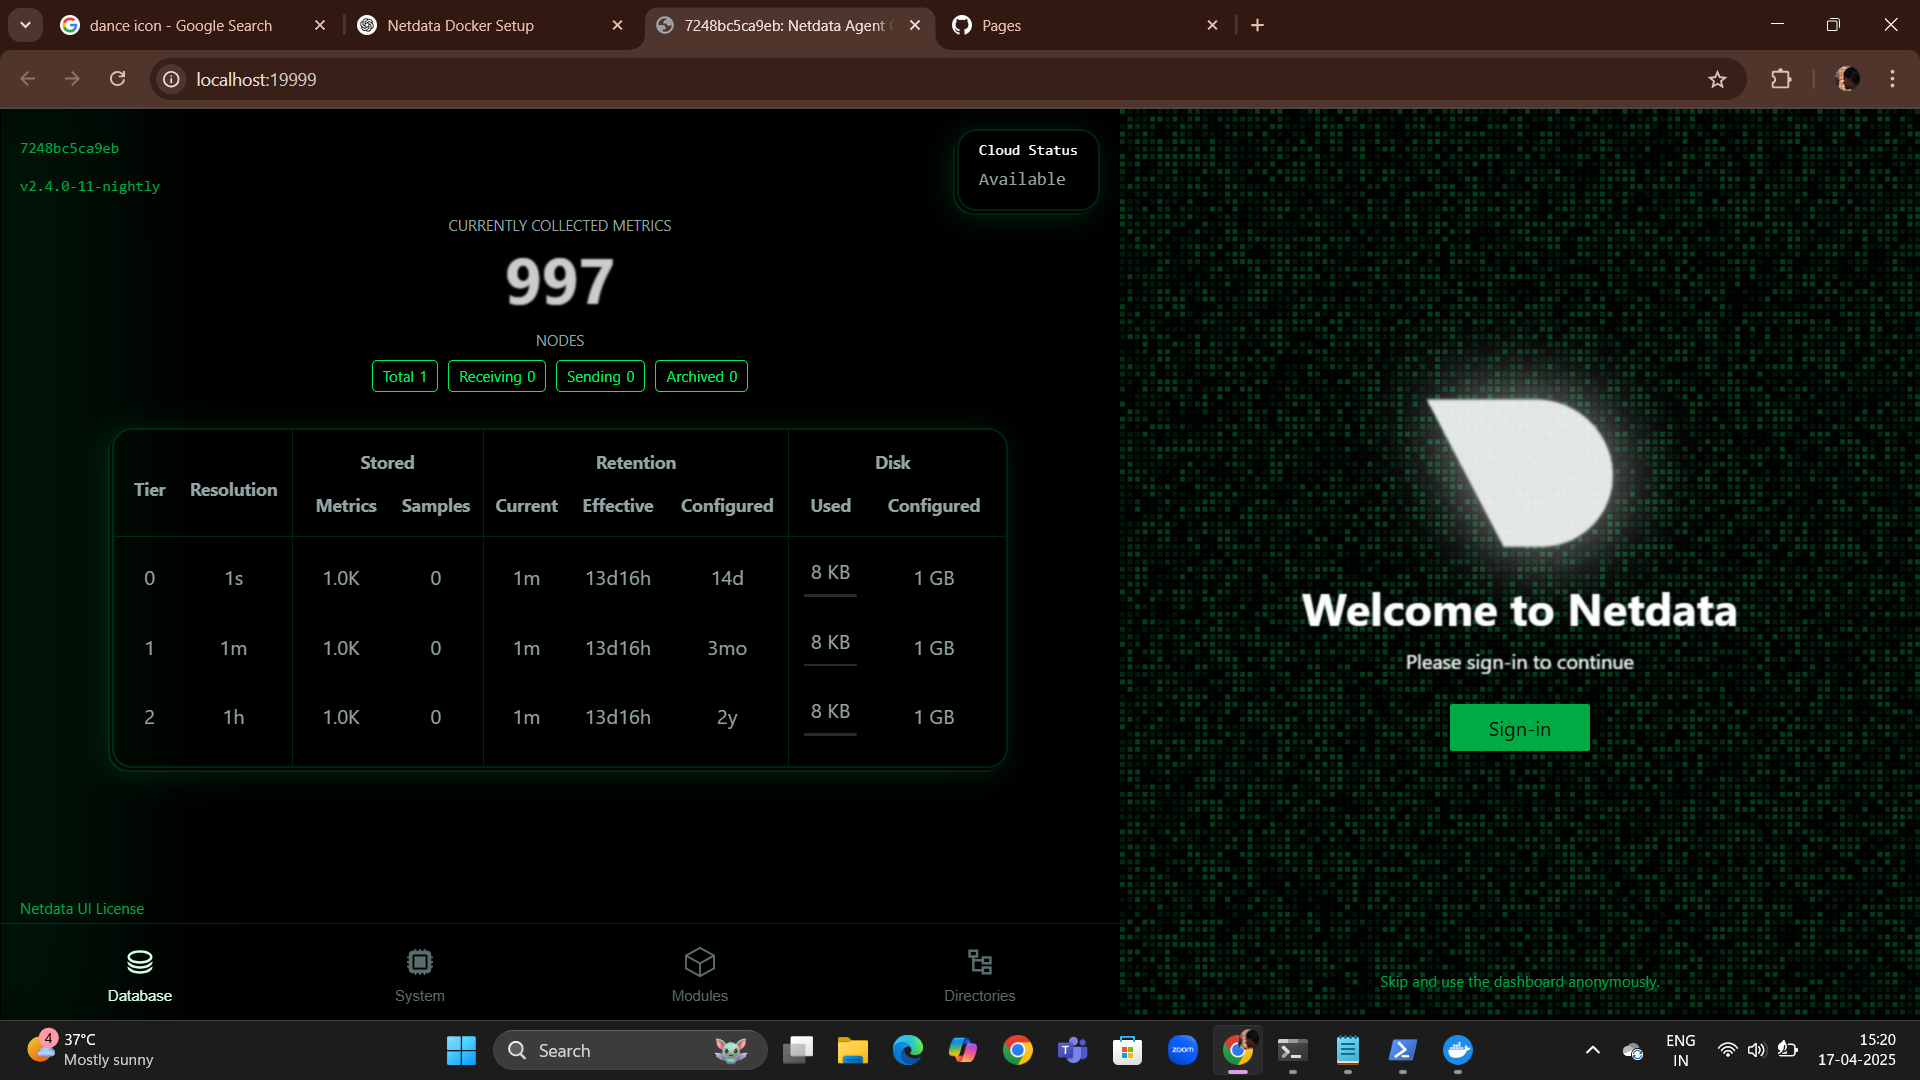 dance icon - Google Search
Netdata Docker Setup
7248bc5ca9eb: Netdata Agent
Pages
localhost:19999
7248bc5ca9eb
v2.4.0-11-nightly
Cloud Status
Available
CURRENTLY COLLECTED METRICS
997
NODES
Total 1 Receiving 0 Sending 0 Archived 0
Stored Retention Disk
Tier Resolution
Metrics Samples Current Effective Configured Used Configured
0 1s 1.0K 0 1m 13d16h 14d 8 KB 1 GB
1 1m 1.0K 0 1m 13d16h 3mo 8 KB 1 GB
2 1h 1.0K 0 1m 13d16h 2y 8 KB 1 GB
Netdata UI License
Database System Modules Directories
Welcome to Netdata
Please sign-in to continue
Sign-in
Skip and use the dashboard anonymously.
4
37°C
Mostly sunny
Search
zoom
ENG
IN
15:20
17-04-2025